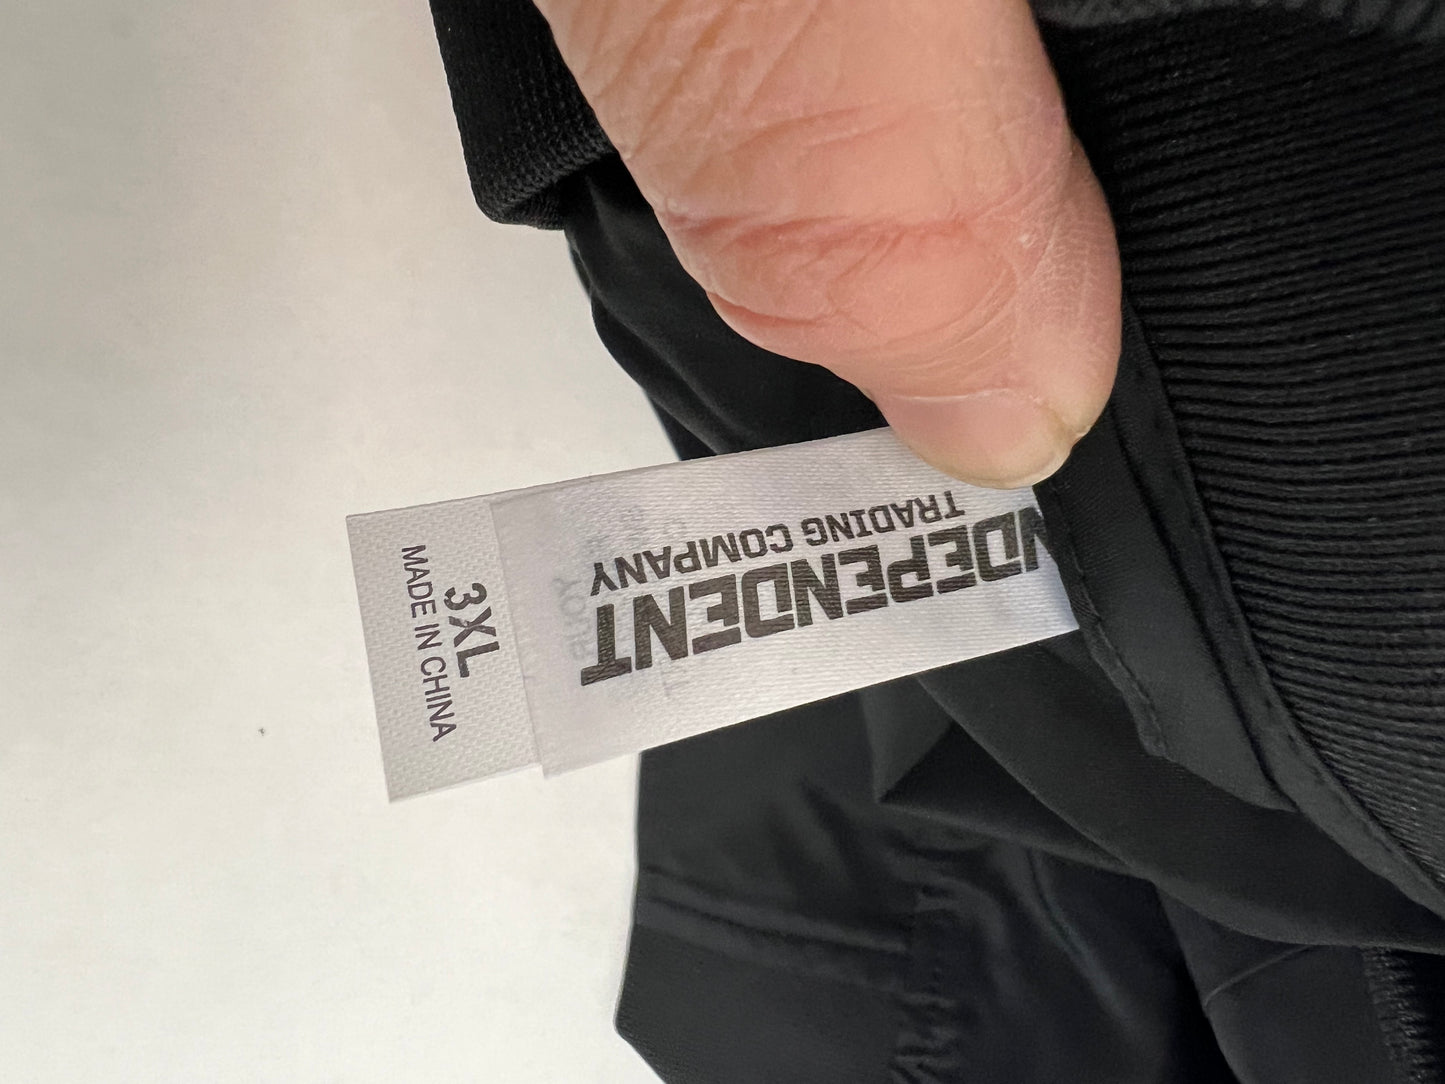 NDEPENDENT
TRADING COMPANY
3XL
MADE IN CHINA